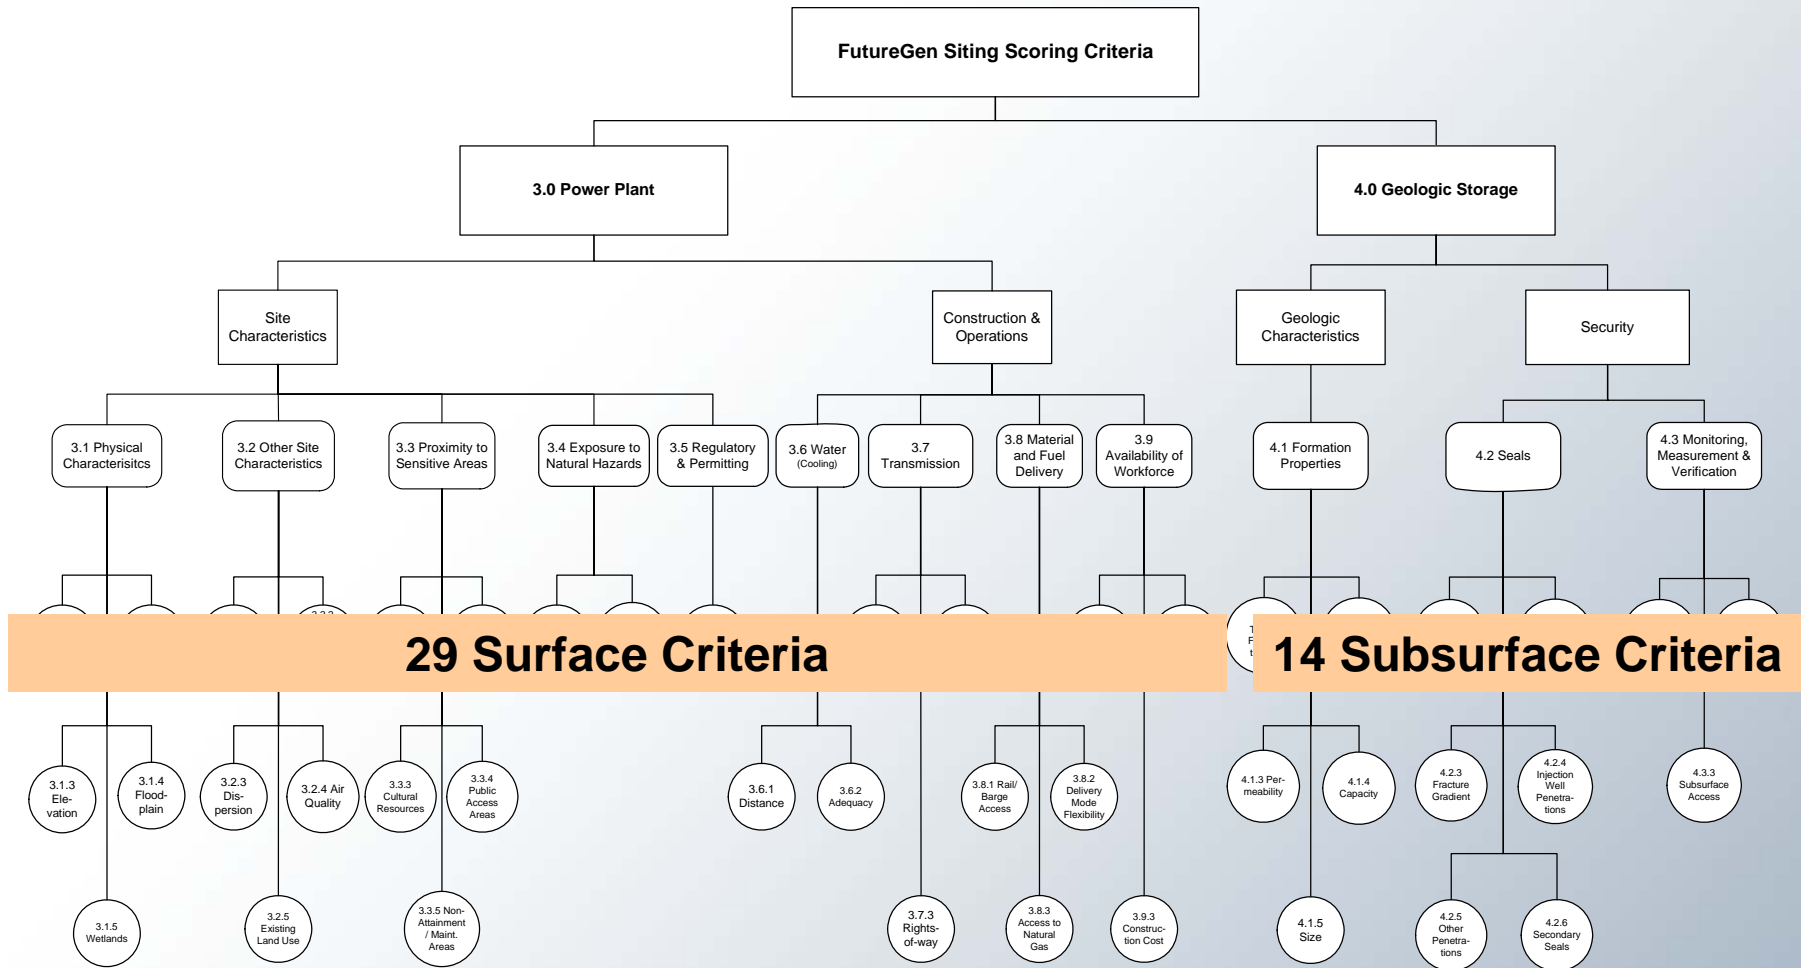 FutureGen Siting Scoring Criteria
3.0 Power Plant
4.0 Geologic Storage
Site
Characteristics
Construction &
Operations
Geologic
Characteristics
Security
3.1 Physical
Characterisitcs
3.2 Other Site
Characteristics
3.3 Proximity to
Sensitive Areas
3.4 Exposure to
Natural Hazards
3.5 Regulatory
& Permitting
3.6 Water
(Cooling)
3.7
Transmission
3.8 Material
and Fuel
Delivery
3.9
Availability of
Workforce
4.1 Formation
Properties
4.2 Seals
4.3 Monitoring,
Measurement &
Verification
29 Surface Criteria
14 Subsurface Criteria
3.1.3
Ele-
vation
3.1.4
Flood-
plain
3.2.3
Dis-
persion
3.2.4 Air
Quality
3.3.3
Cultural
Resources
3.3.4
Public
Access
Areas
3.6.1
Distance
3.6.2
Adequacy
3.8.1 Rail/
Barge
Access
3.8.2
Delivery
Mode
Flexibility
4.1.3 Per-
meability
4.1.4
Capacity
4.2.3
Fracture
Gradient
4.2.4
Injection
Well
Penetra-
tions
4.3.3
Subsurface
Access
3.1.5
Wetlands
3.2.5
Existing
Land Use
3.3.5 Non-
Attainment
/ Maint.
Areas
3.7.3
Rights-
of-way
3.8.3
Access to
Natural
Gas
3.9.3
Construc-
tion Cost
4.1.5
Size
4.2.5
Other
Penetra-
tions
4.2.6
Secondary
Seals